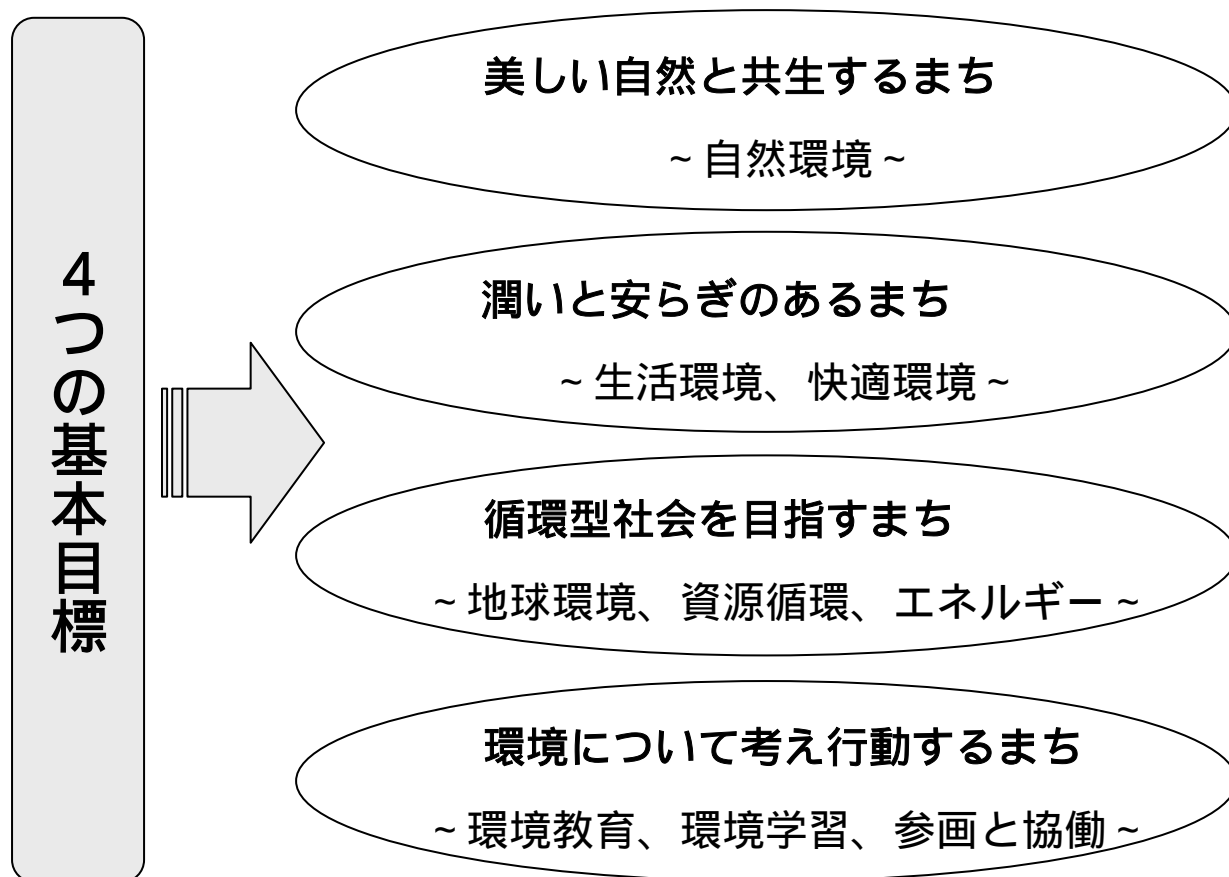 4つの基本目標
美しい自然と共生するまち
~自然環境~
潤いと安らぎのあるまち
~生活環境、快適環境~
循環型社会を目指すまち
~地球環境、資源循環、エネルギー~
環境について考え行動するまち
~環境教育、環境学習、参画と協働~